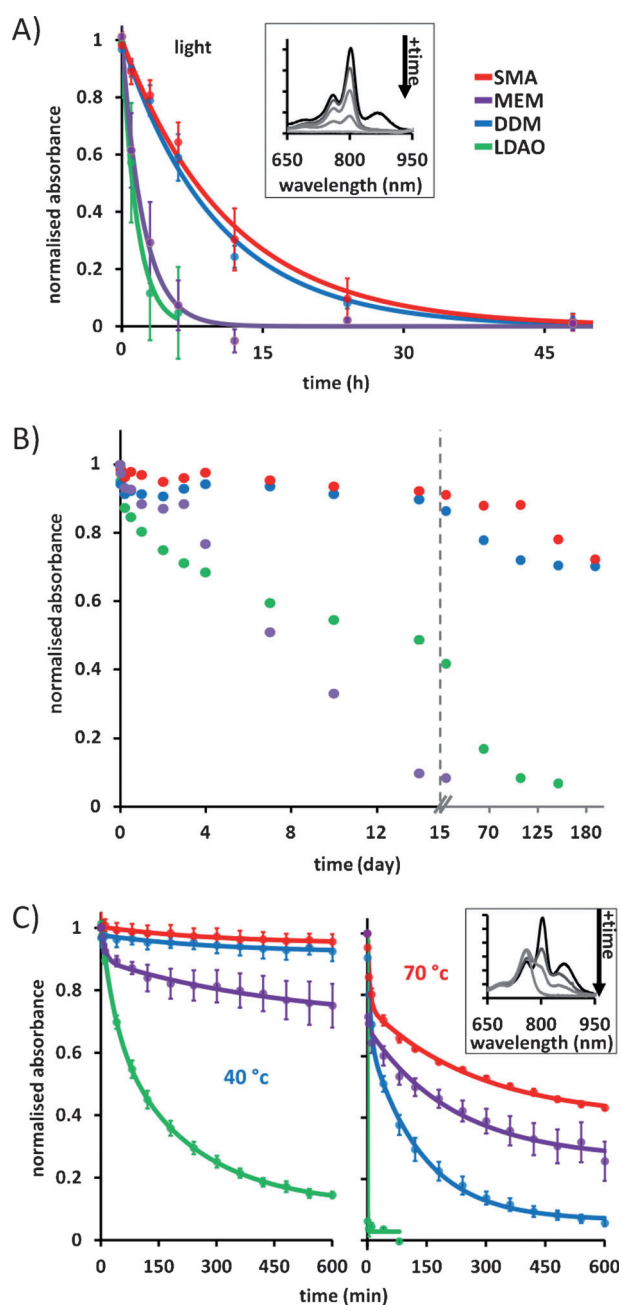 A)
light
+time
650 800 950
wavelength (nm)
SMA
MEM
DDM
LDAO
normalised absorbance
1
0.8
0.6
0.4
0.2
0
0 15 30 45
time (h)
B)
normalised absorbance
1
0.8
0.6
0.4
0.2
0
0 4 8 12 15 70 125 180
time (day)
C)
normalised absorbance
1
0.8
0.6
0.4
0.2
0
40 °c
70 °c
+time
650 800 950
wavelength (nm)
0 150 300 450 600 0 150 300 450 600
time (min) time (min)